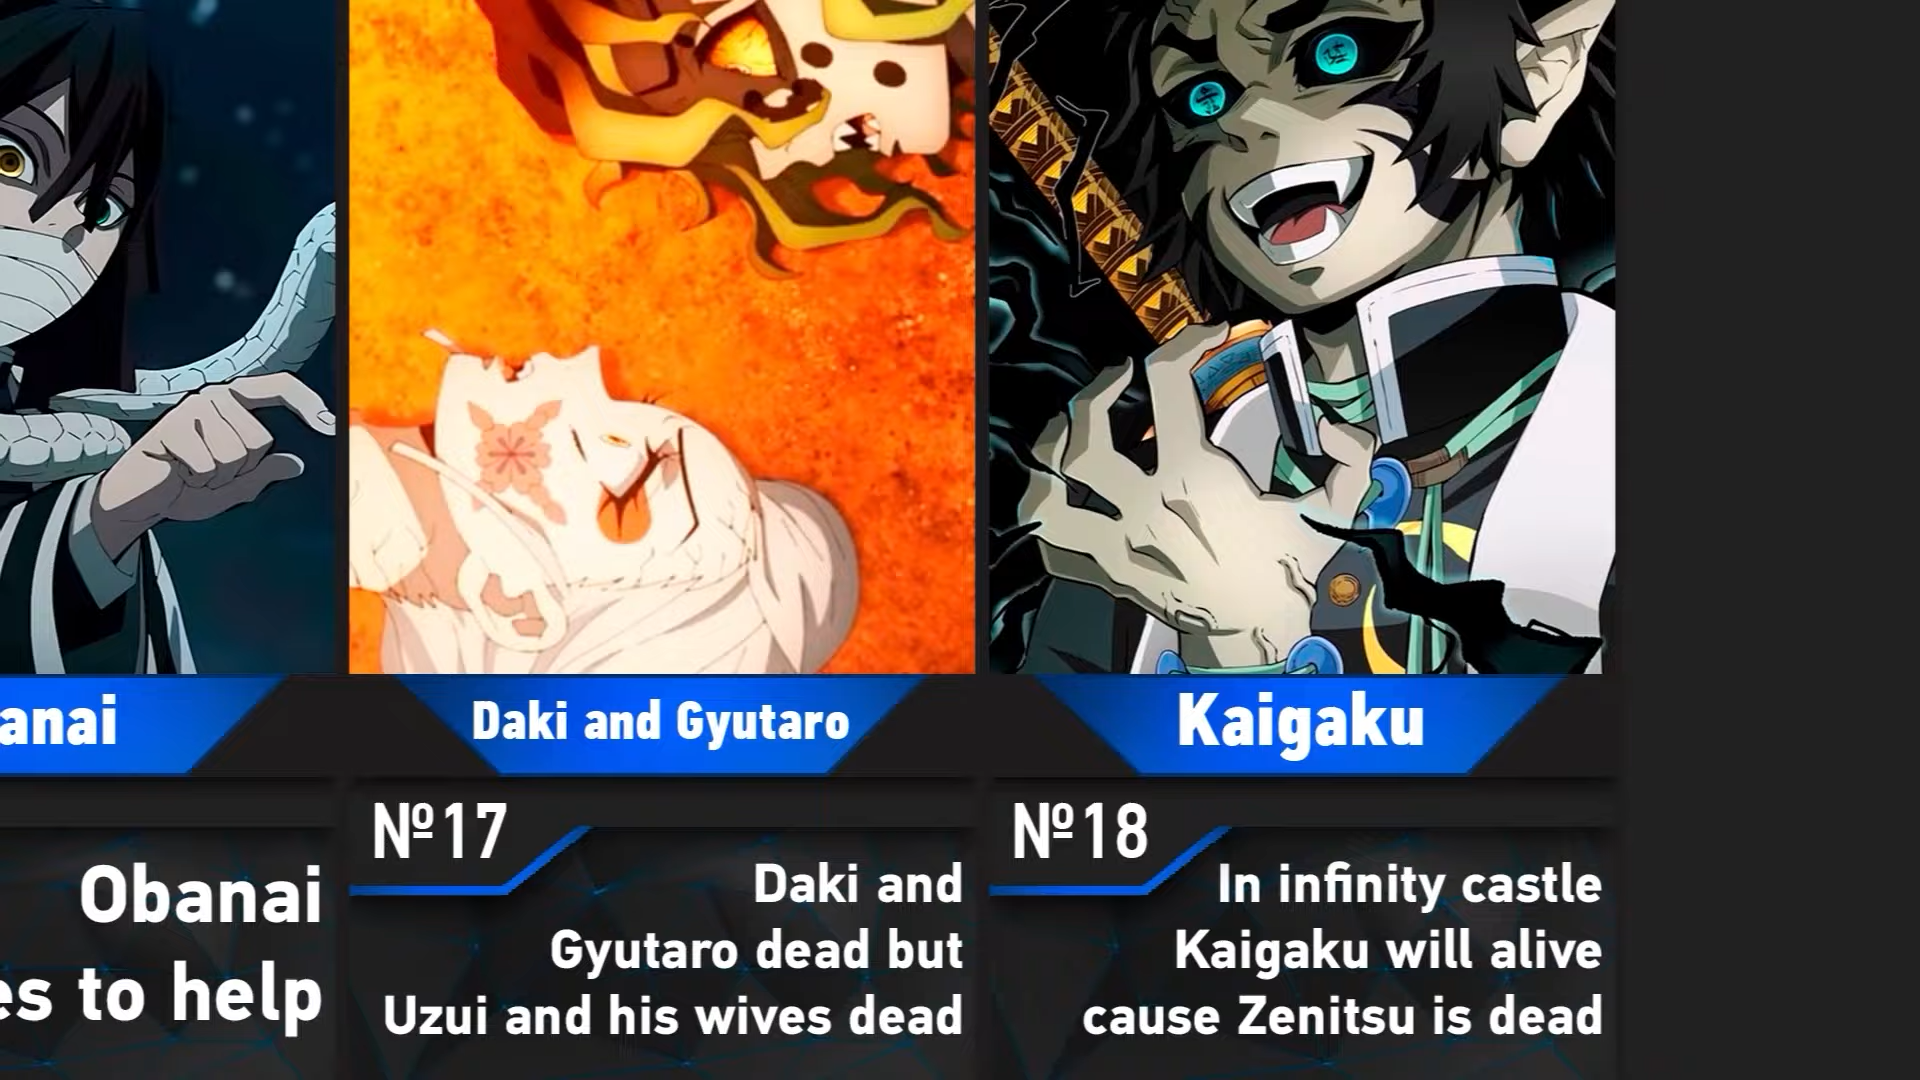 anai
Obanai
es to help
Daki and Gyutaro
№17
Daki and
Gyutaro dead but
Uzui and his wives dead
Kaigaku
№18
In infinity castle
Kaigaku will alive
cause Zenitsu is dead